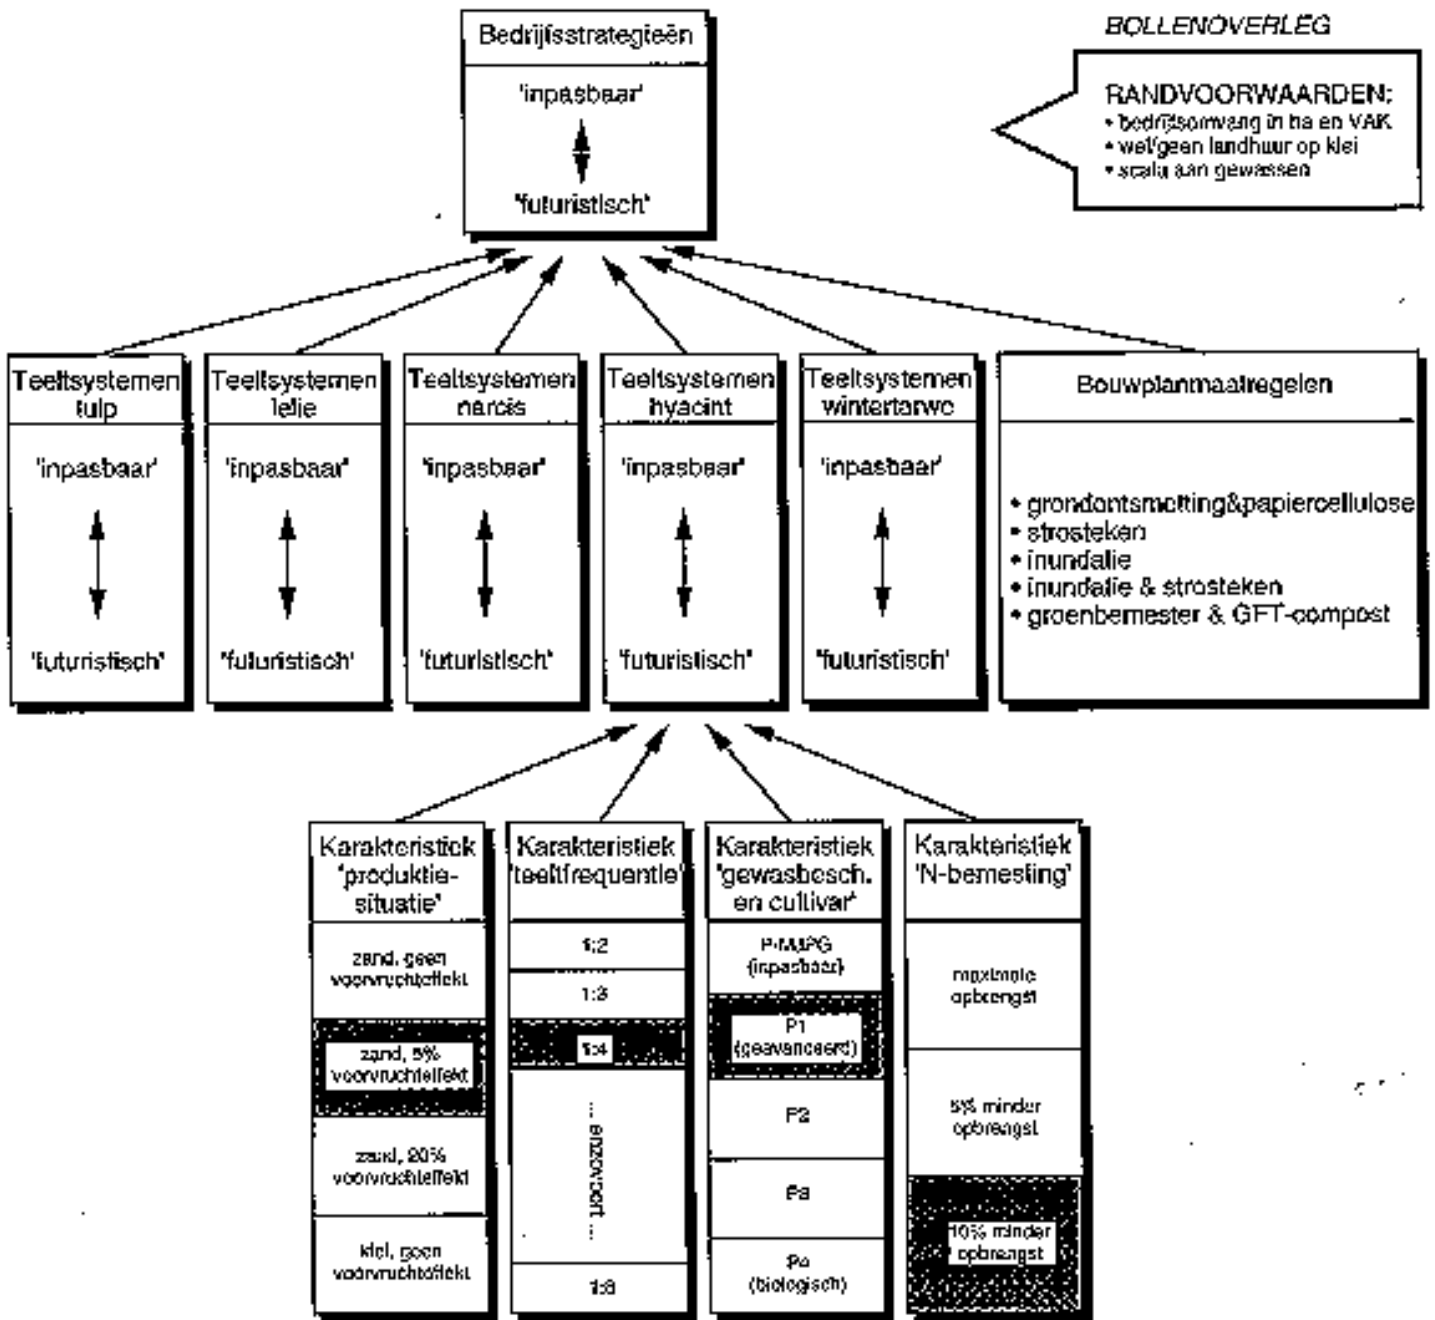 BOLLENOVERLEG
Bedrijfsstrategieën
'inpasbaar'
'futuristisch'
RANDVOORWAARDEN:
• bedrijfsomvang in ha en VAK
• wel/geen landhuur op klei
• scala aan gewassen
Teeltsystemen
tulp
'inpasbaar'
'futuristisch'
Teeltsystemen
lelie
'inpasbaar'
'futuristisch'
Teeltsystemen
narcis
'inpasbaar'
'futuristisch'
Teeltsystemen
hyacint
'inpasbaar'
'futuristisch'
Teeltsystemen
wintertarwe
'inpasbaar'
'futuristisch'
Bouwplanmaatregelen
• grondontsmetting&papiercellulose
• strosteken
• inundatie
• inundatie & strosteken
• groenbemester & GFT-compost
Karakteristiek
'produktie-
situatie'
zand, geen
voorvruchteffekt
zand, 5%
voorvruchteffekt
zand, 20%
voorvruchteffekt
klei, geen
voorvruchteffekt
Karakteristiek
'teeltfrequentie'
1:2
1:3
1:4
... enzovoort ...
Karakteristiek
'gewasbesch.
en cultivar'
P-MJPG
(inpasbaar)
P1
(geavanceerd)
P2
P3
P4
(biologisch)
Karakteristiek
'N-bemesting'
maximale
opbrengst
5% minder
opbrengst
10% minder
opbrengst